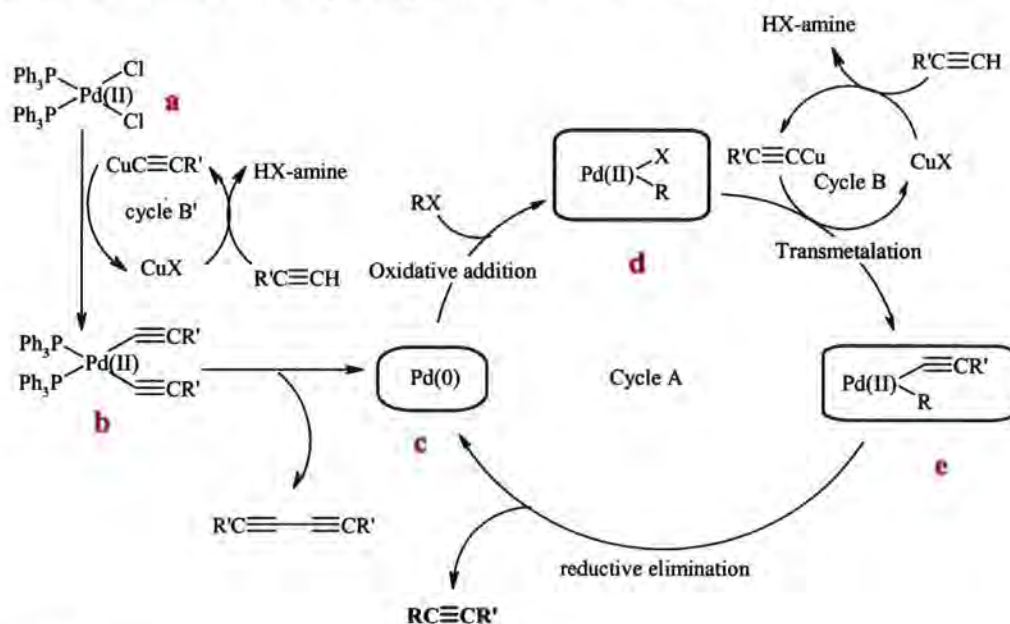 HX-amine
R'C≡CH
Ph3P
Cl
Pd(II)
Ph3P
Cl
a
CuC≡CR'
HX-amine
cycle B'
CuX
R'C≡CH
RX
Oxidative addition
Pd(II)
X
R
d
R'C≡CCu
Cycle B
CuX
Transmetalation
Ph3P
≡CR'
Pd(II)
Ph3P
≡CR'
b
Pd(0)
c
Cycle A
≡CR'
Pd(II)
R
e
R'C≡≡CR'
reductive elimination
RC≡CR'